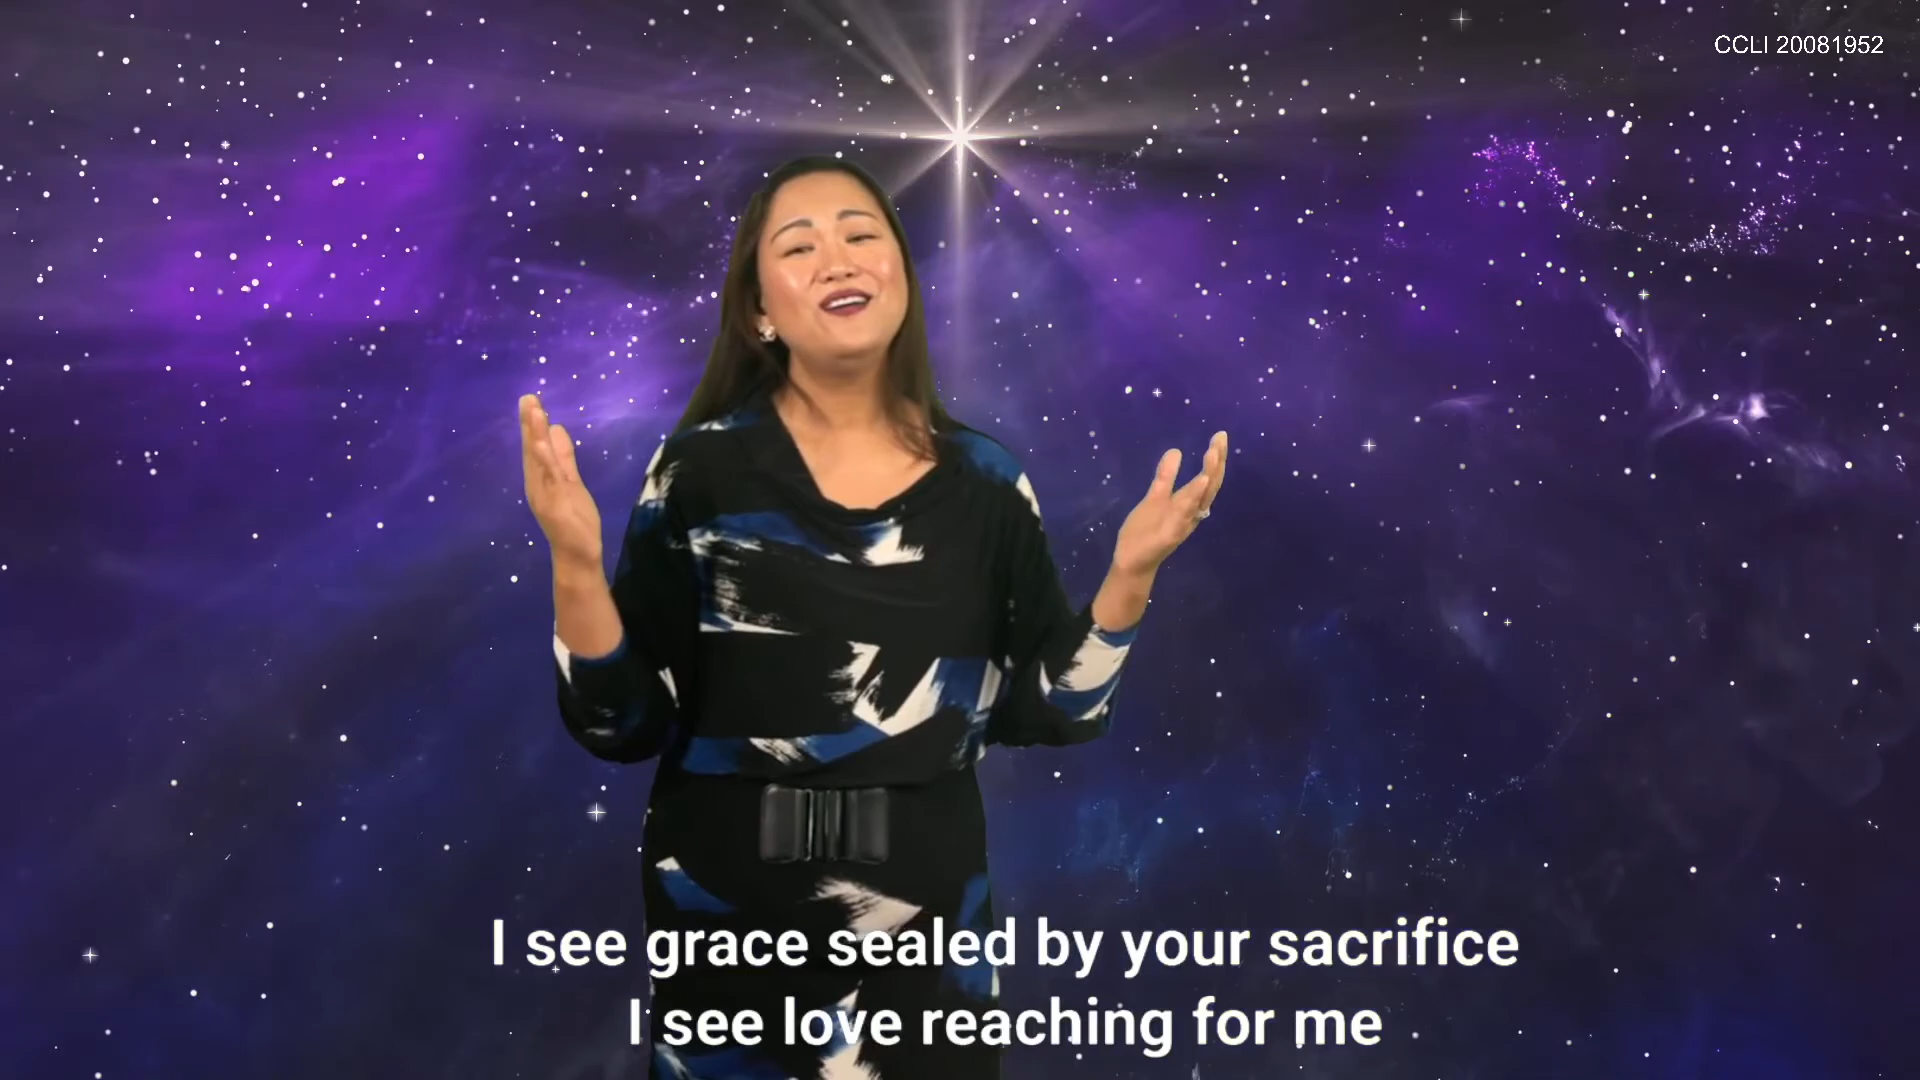 CCLI 20081952
I see grace sealed by your sacrifice
I see love reaching for me